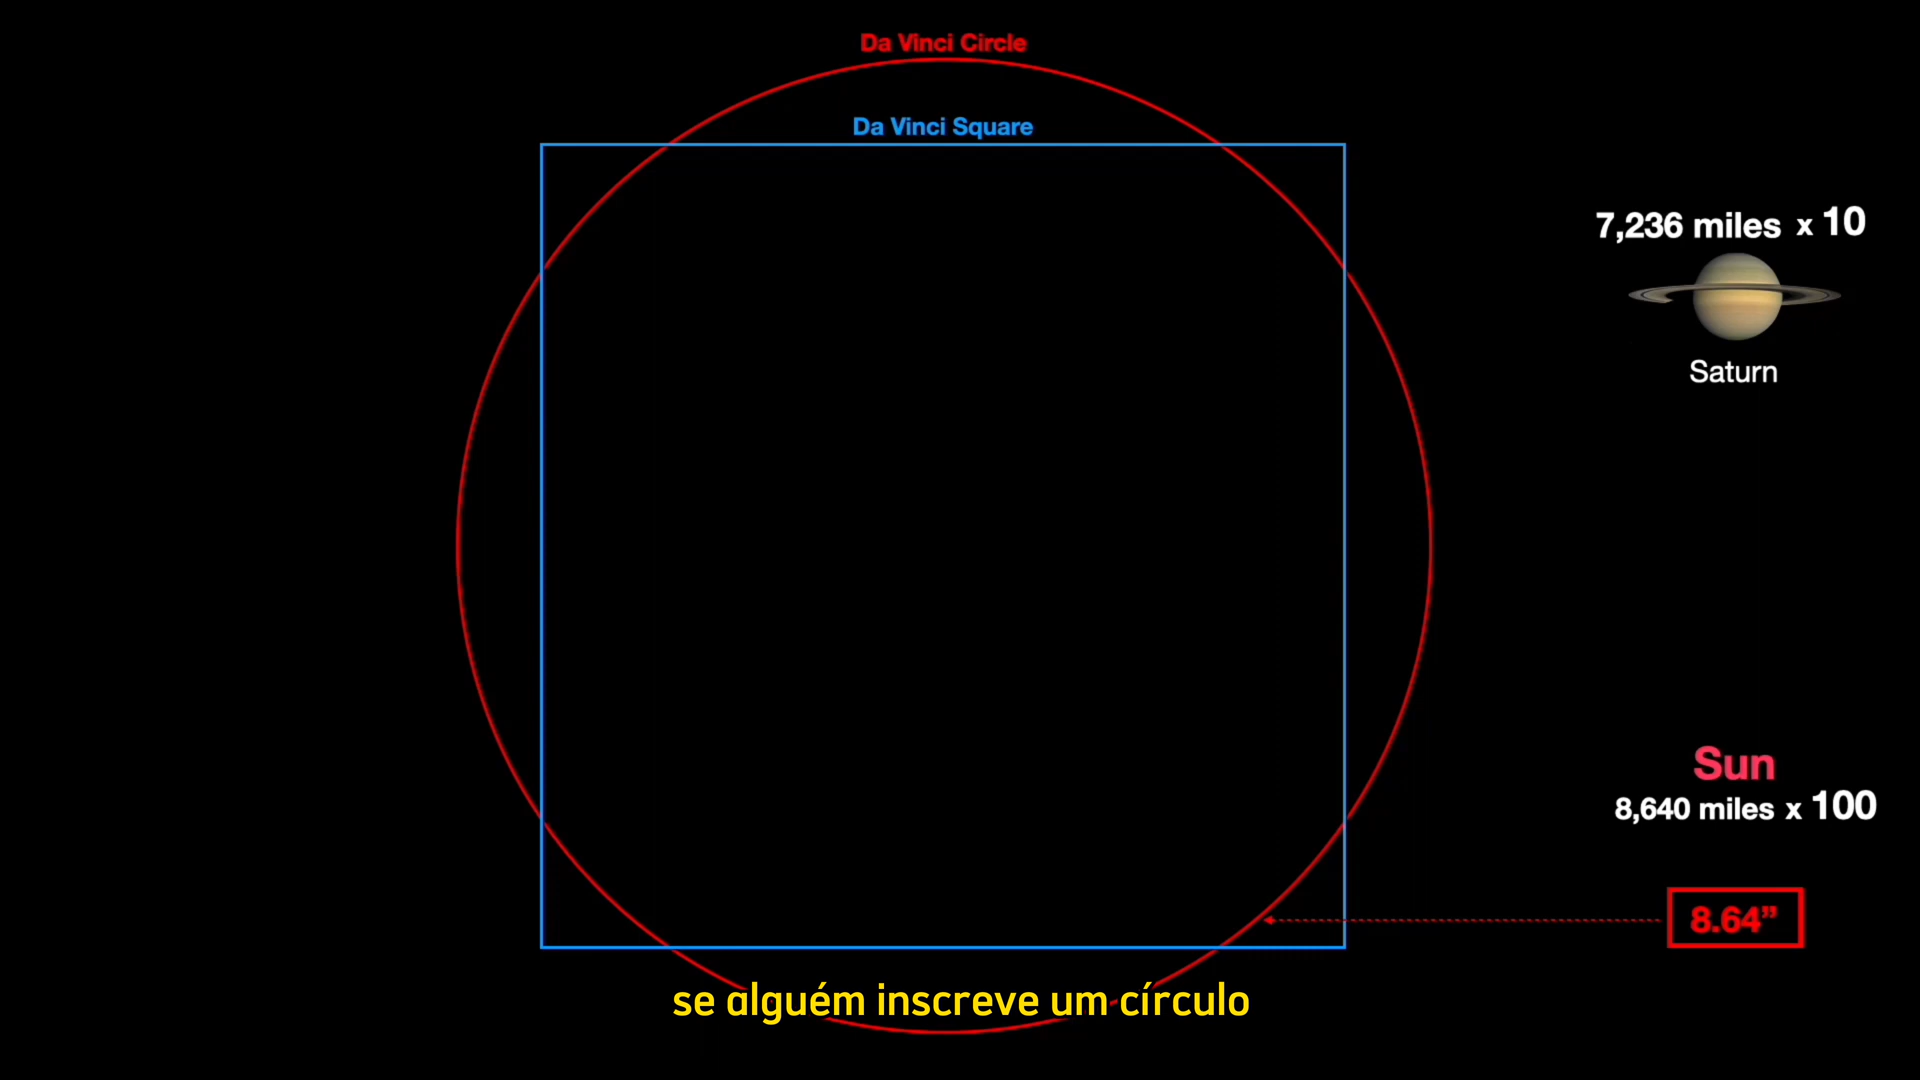 Da Vinci Circle
Da Vinci Square
7,236 miles x 10
Saturn
Sun
8,640 miles x 100
8.64”
se alguém inscreve um círculo